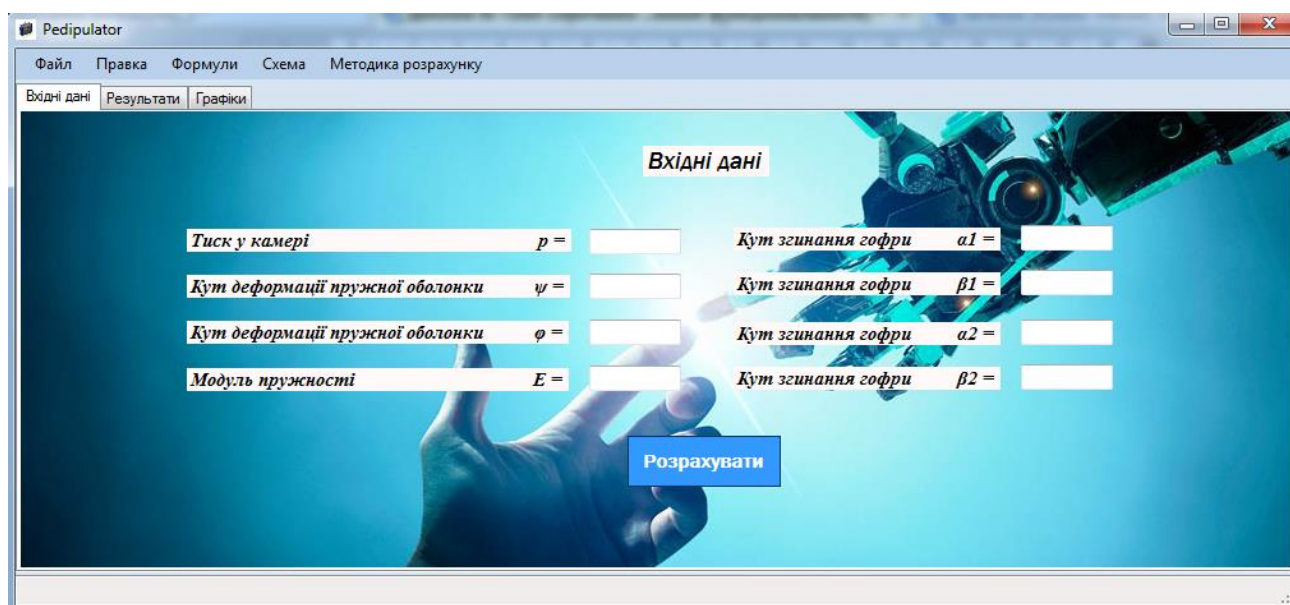 Pedipulator
Файл Правка Формули Схема Методика розрахунку
Вхідні дані Результати Графіки
Вхідні дані
Тиск у камері p =
Кут деформації пружної оболонки ψ =
Кут деформації пружної оболонки φ =
Модуль пружності E =
Кут згинання гофри α1 =
Кут згинання гофри β1 =
Кут згинання гофри α2 =
Кут згинання гофри β2 =
Розрахувати